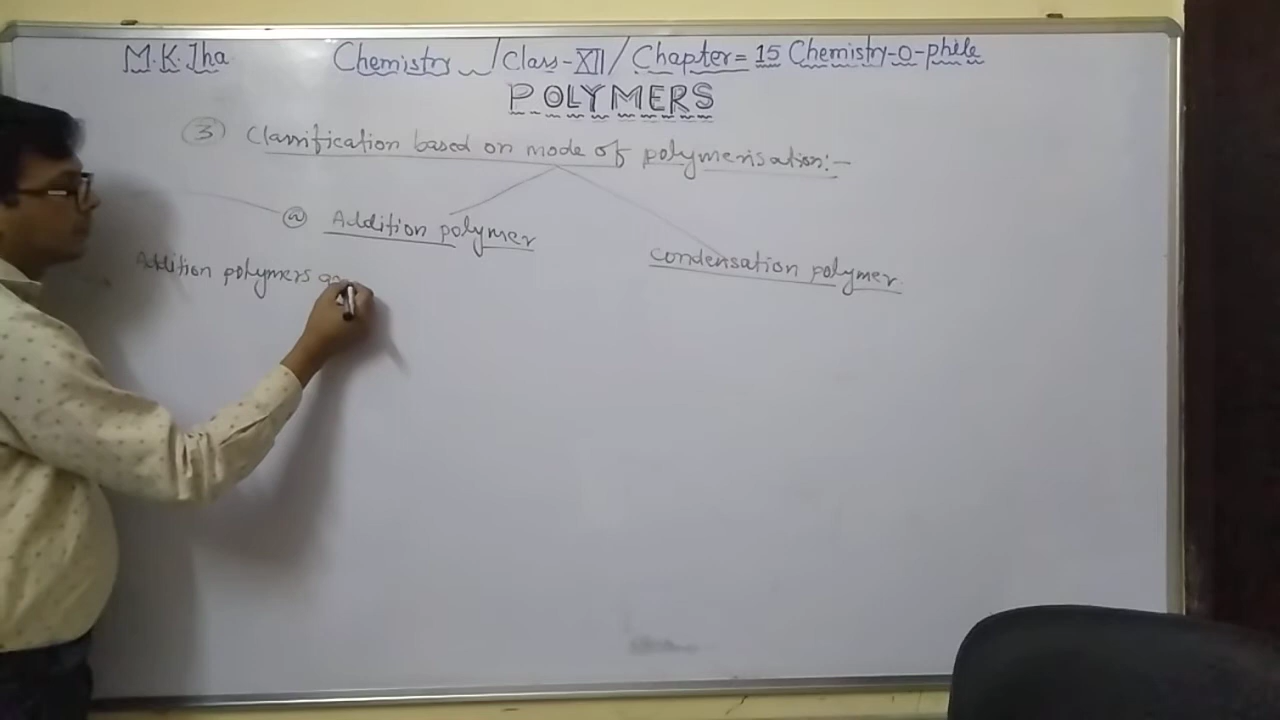 M.K.Jha Chemistry /Class-XII/ Chapter= 15 Chemistry-O-phile
POLYMERS
③ Classification based on mode of polymerisation:-
ⓐ Addition polymer
Condensation polymer.
Addition polymers